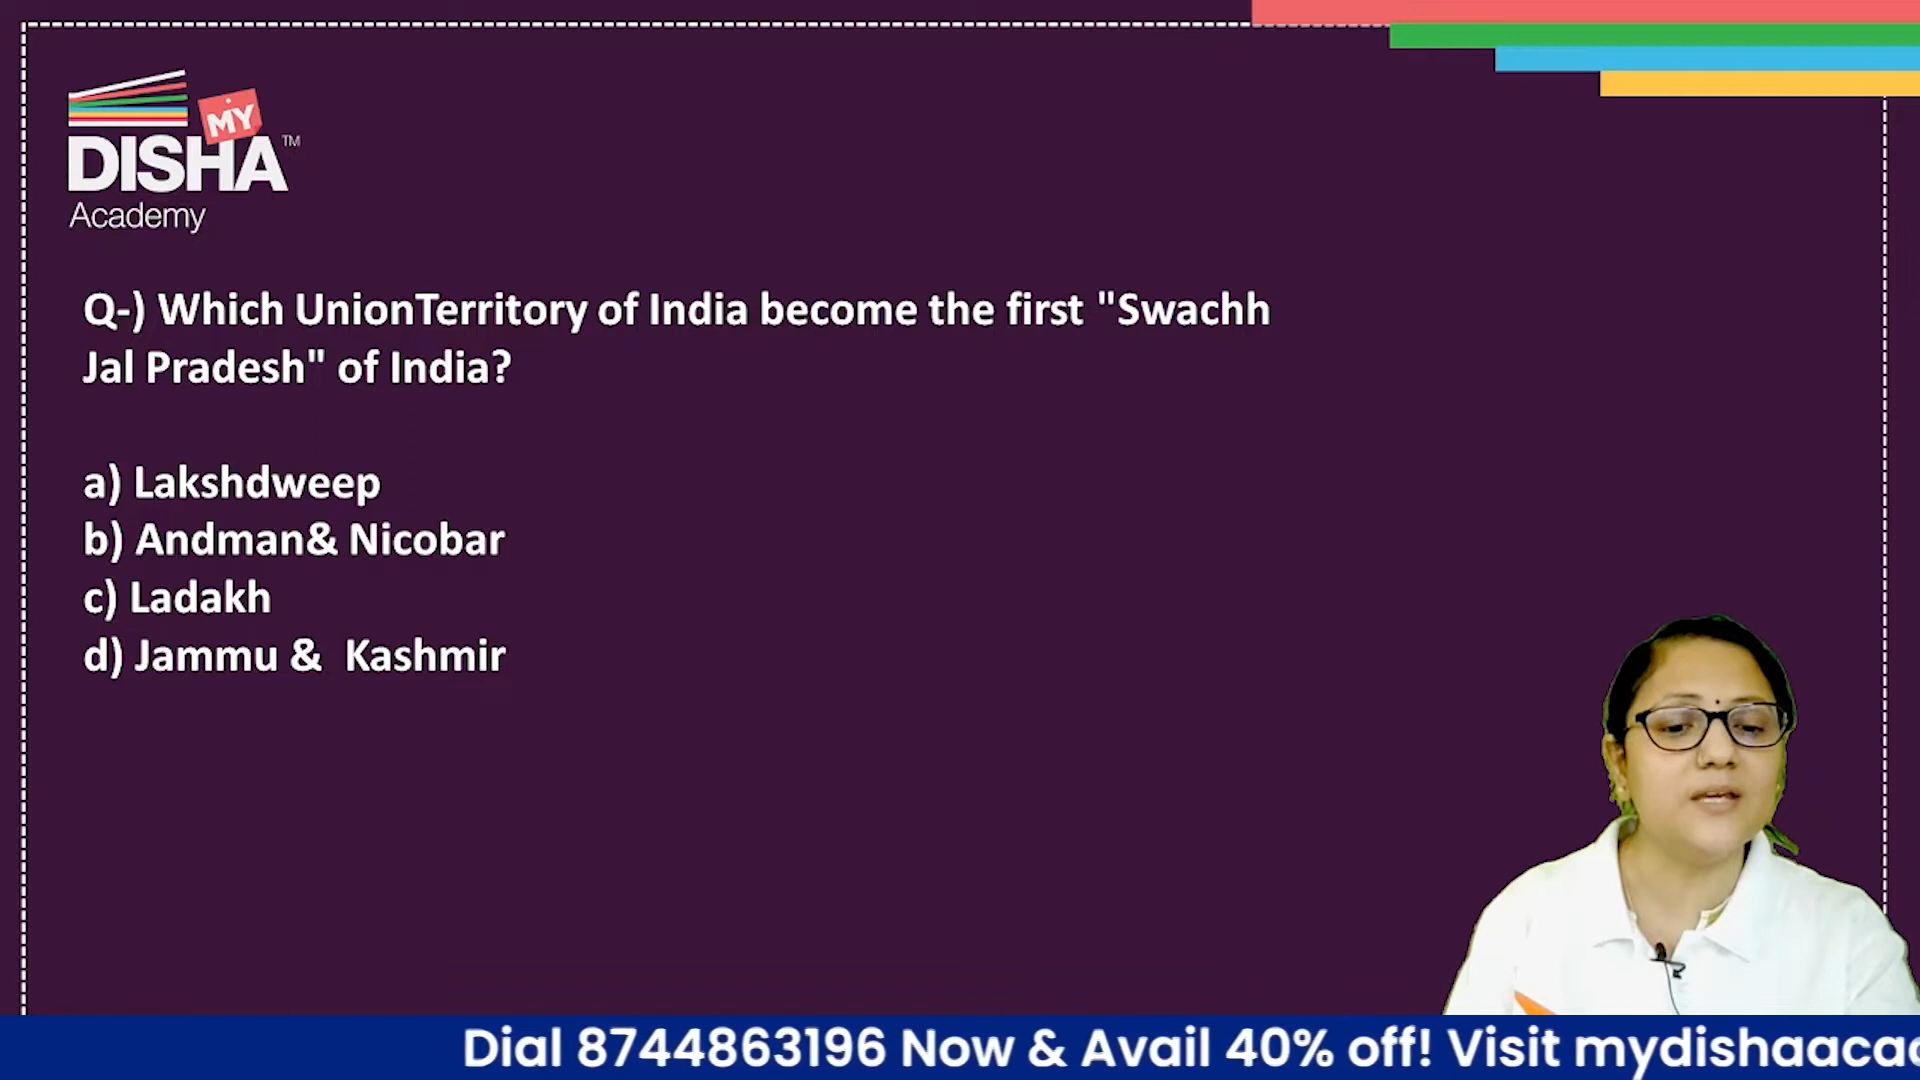 MY
DISHA™
Academy
Q-) Which UnionTerritory of India become the first "Swachh
Jal Pradesh" of India?
a) Lakshdweep
b) Andman& Nicobar
c) Ladakh
d) Jammu &  Kashmir
Dial 8744863196 Now & Avail 40% off! Visit mydishaaca